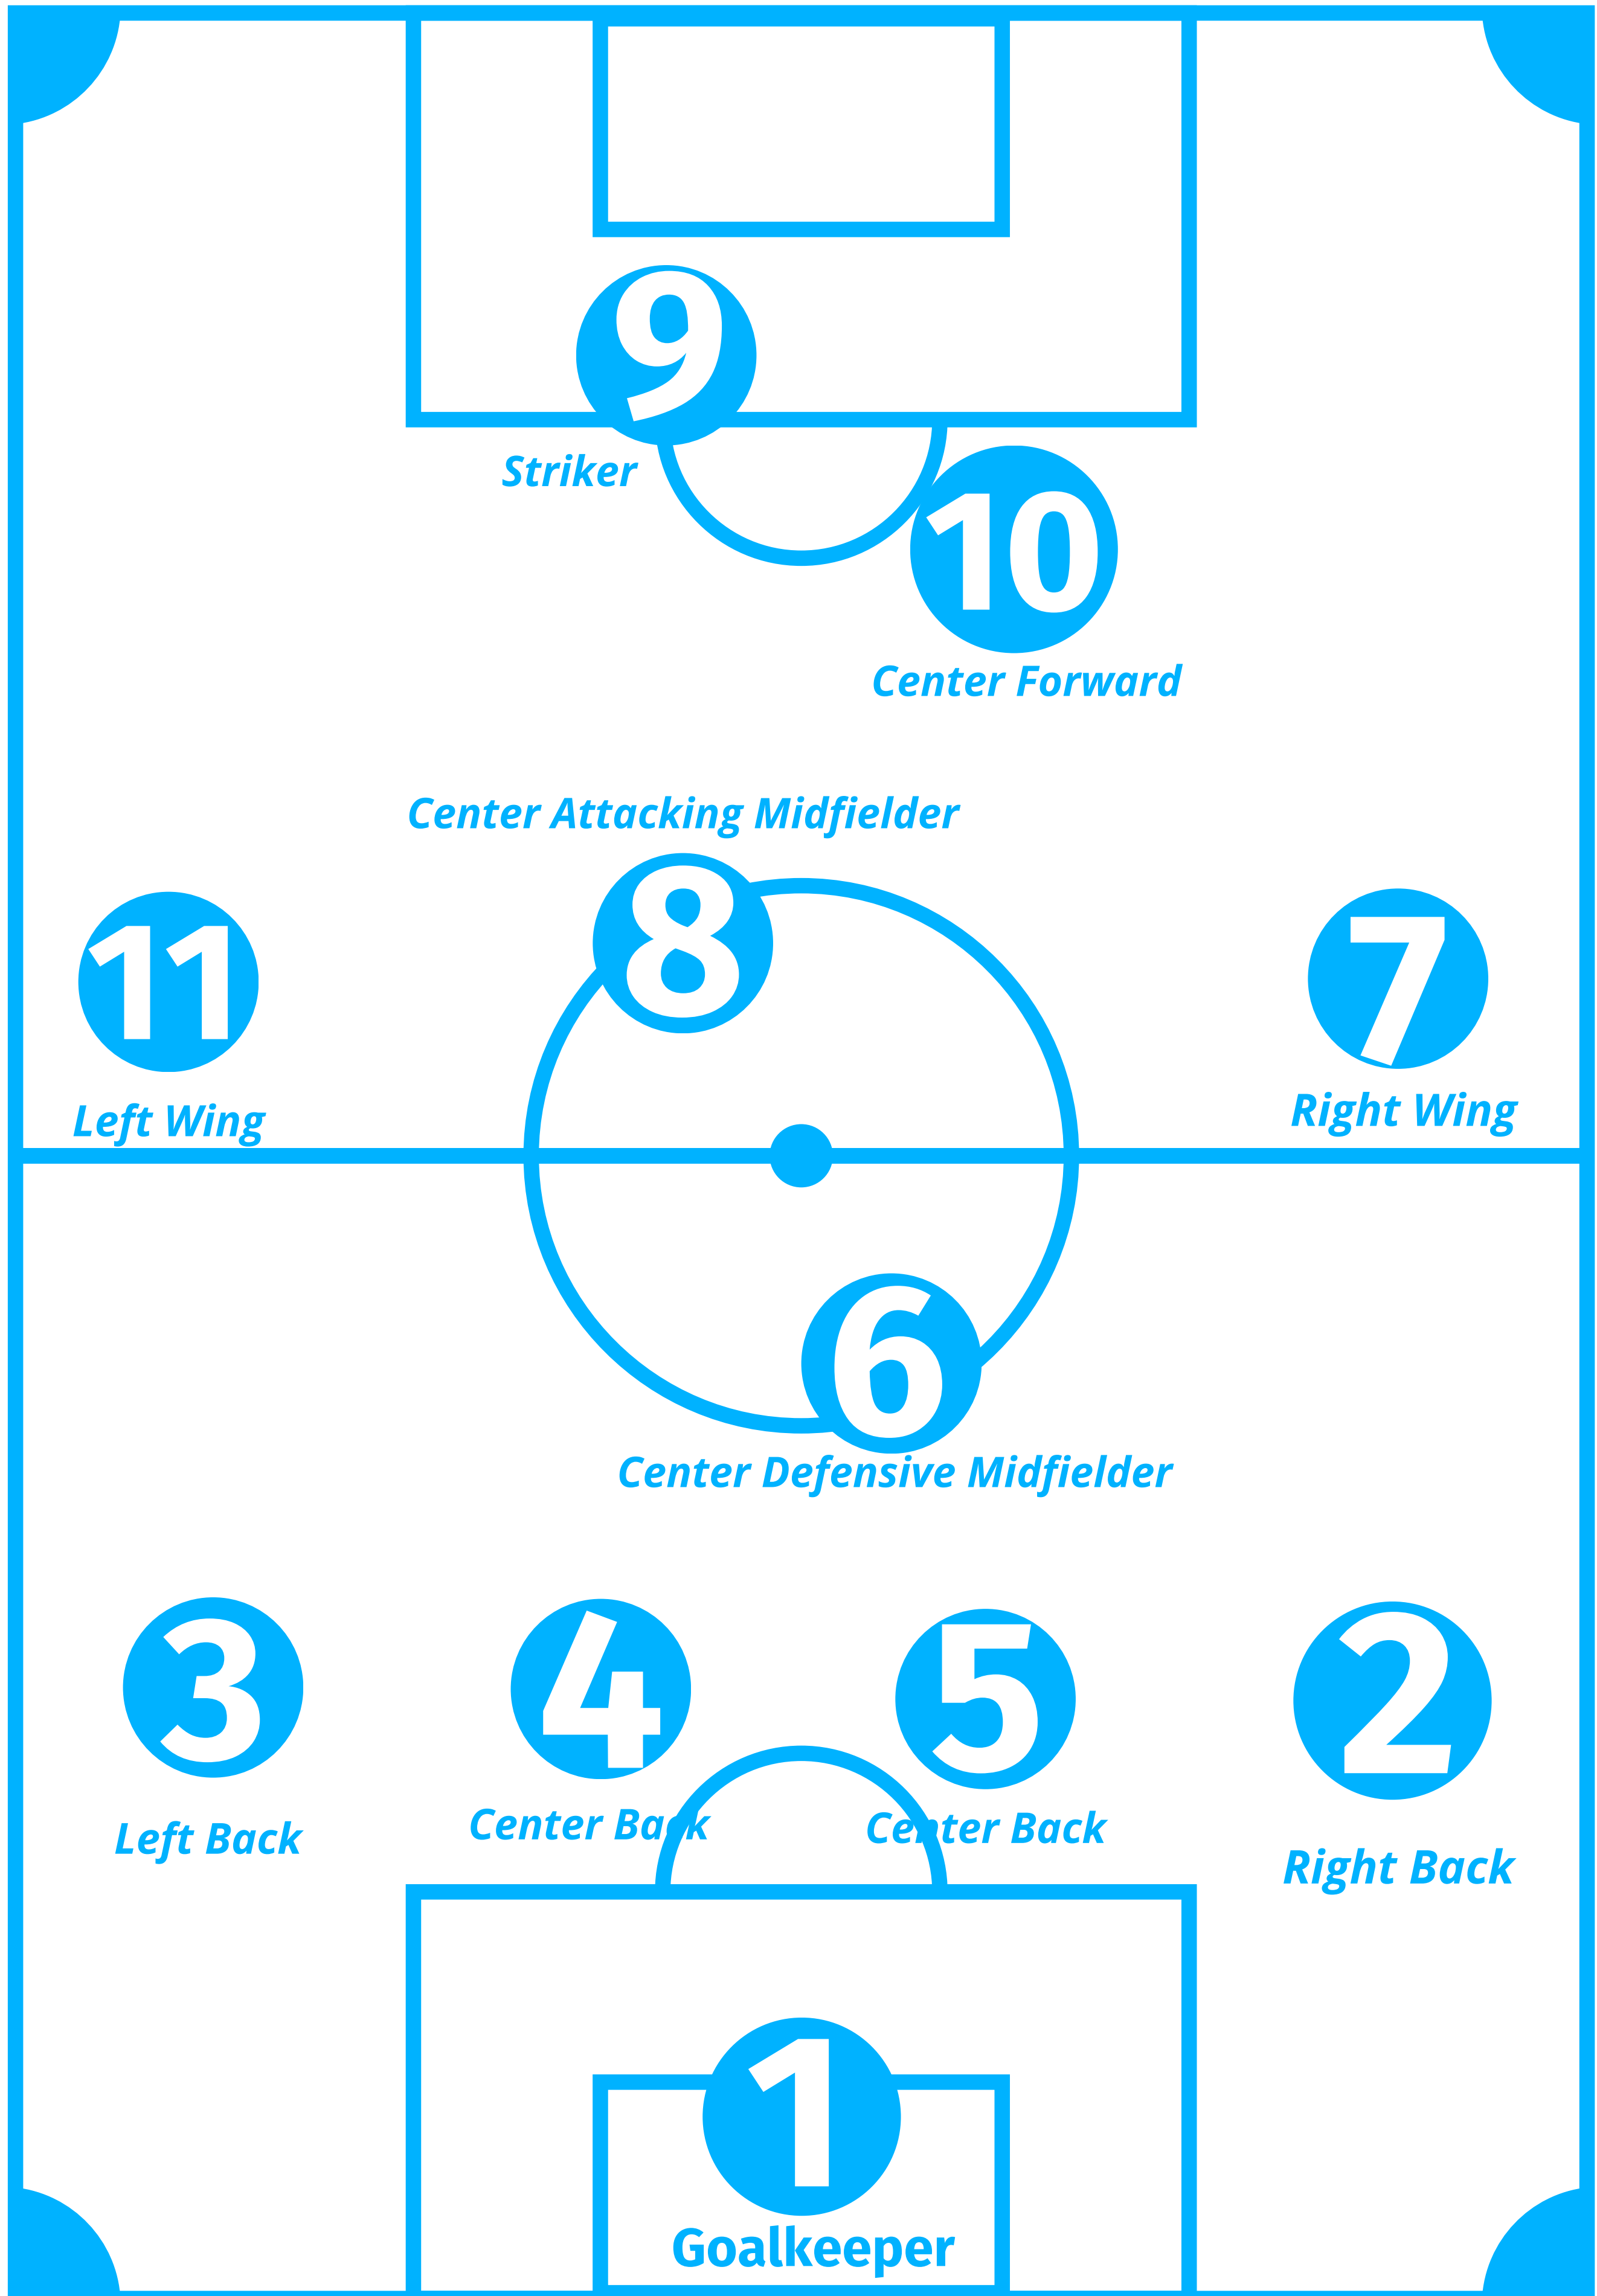 9
Striker
10
Center Forward
Center Attacking Midfielder
8
11
Left Wing
7
Right Wing
6
Center Defensive Midfielder
3
Left Back
4
Center Back
5
Center Back
2
Right Back
1
Goalkeeper